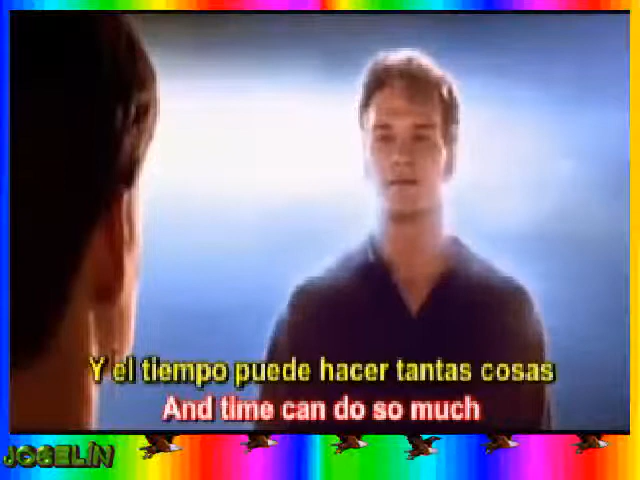 Y el tiempo puede hacer tantas cosas
And time can do so much
JOGELÍN